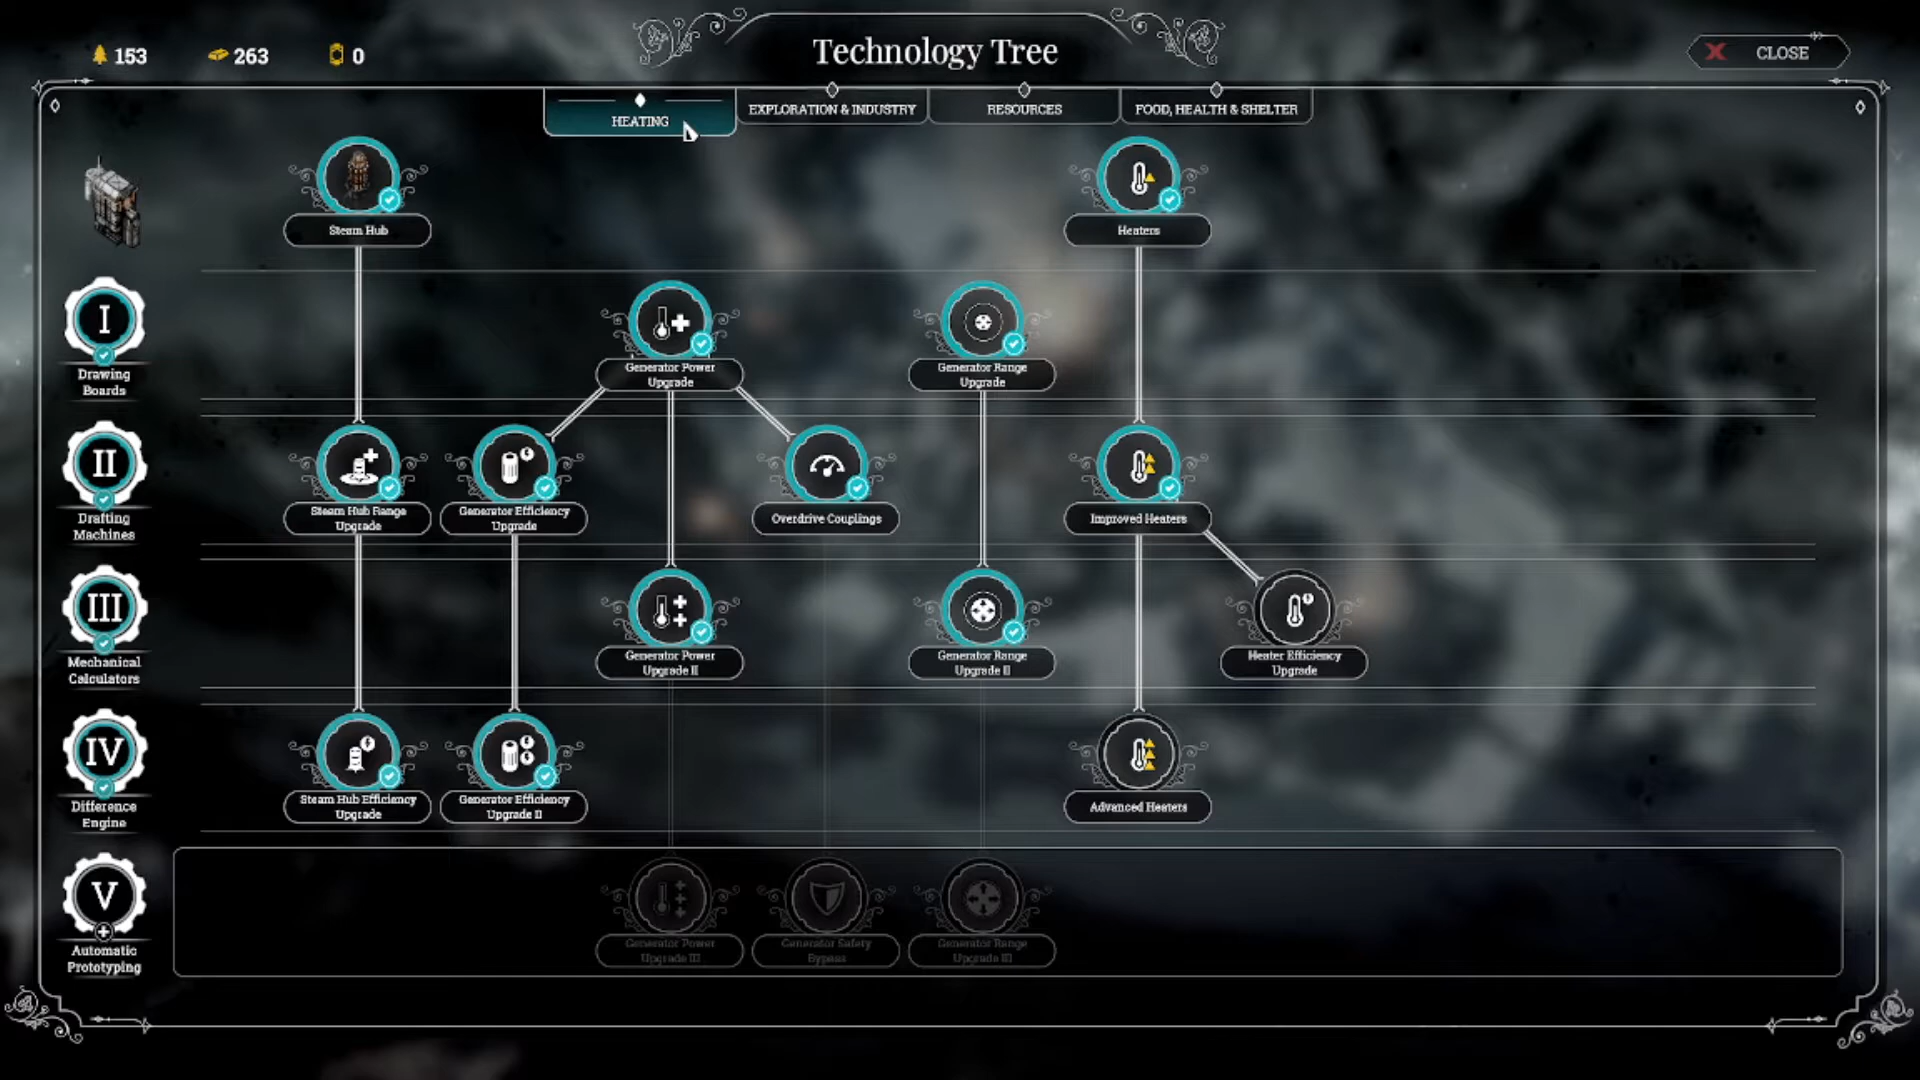 153
263
0
Technology Tree
CLOSE
HEATING
EXPLORATION & INDUSTRY
RESOURCES
FOOD, HEALTH & SHELTER
Steam Hub
Heaters
I
Drawing
Boards
Generator Power
Upgrade
Generator Range
Upgrade
II
Drafting
Machines
Steam Hub Range
Upgrade
Generator Efficiency
Upgrade
Overdrive Couplings
Improved Heaters
III
Mechanical
Calculators
Generator Power
Upgrade II
Generator Range
Upgrade II
Heater Efficiency
Upgrade
IV
Difference
Engine
Steam Hub Efficiency
Upgrade
Generator Efficiency
Upgrade II
Advanced Heaters
V
Automatic
Prototyping
Generator Power
Upgrade III
Generator Safety
Bypass
Generator Range
Upgrade III